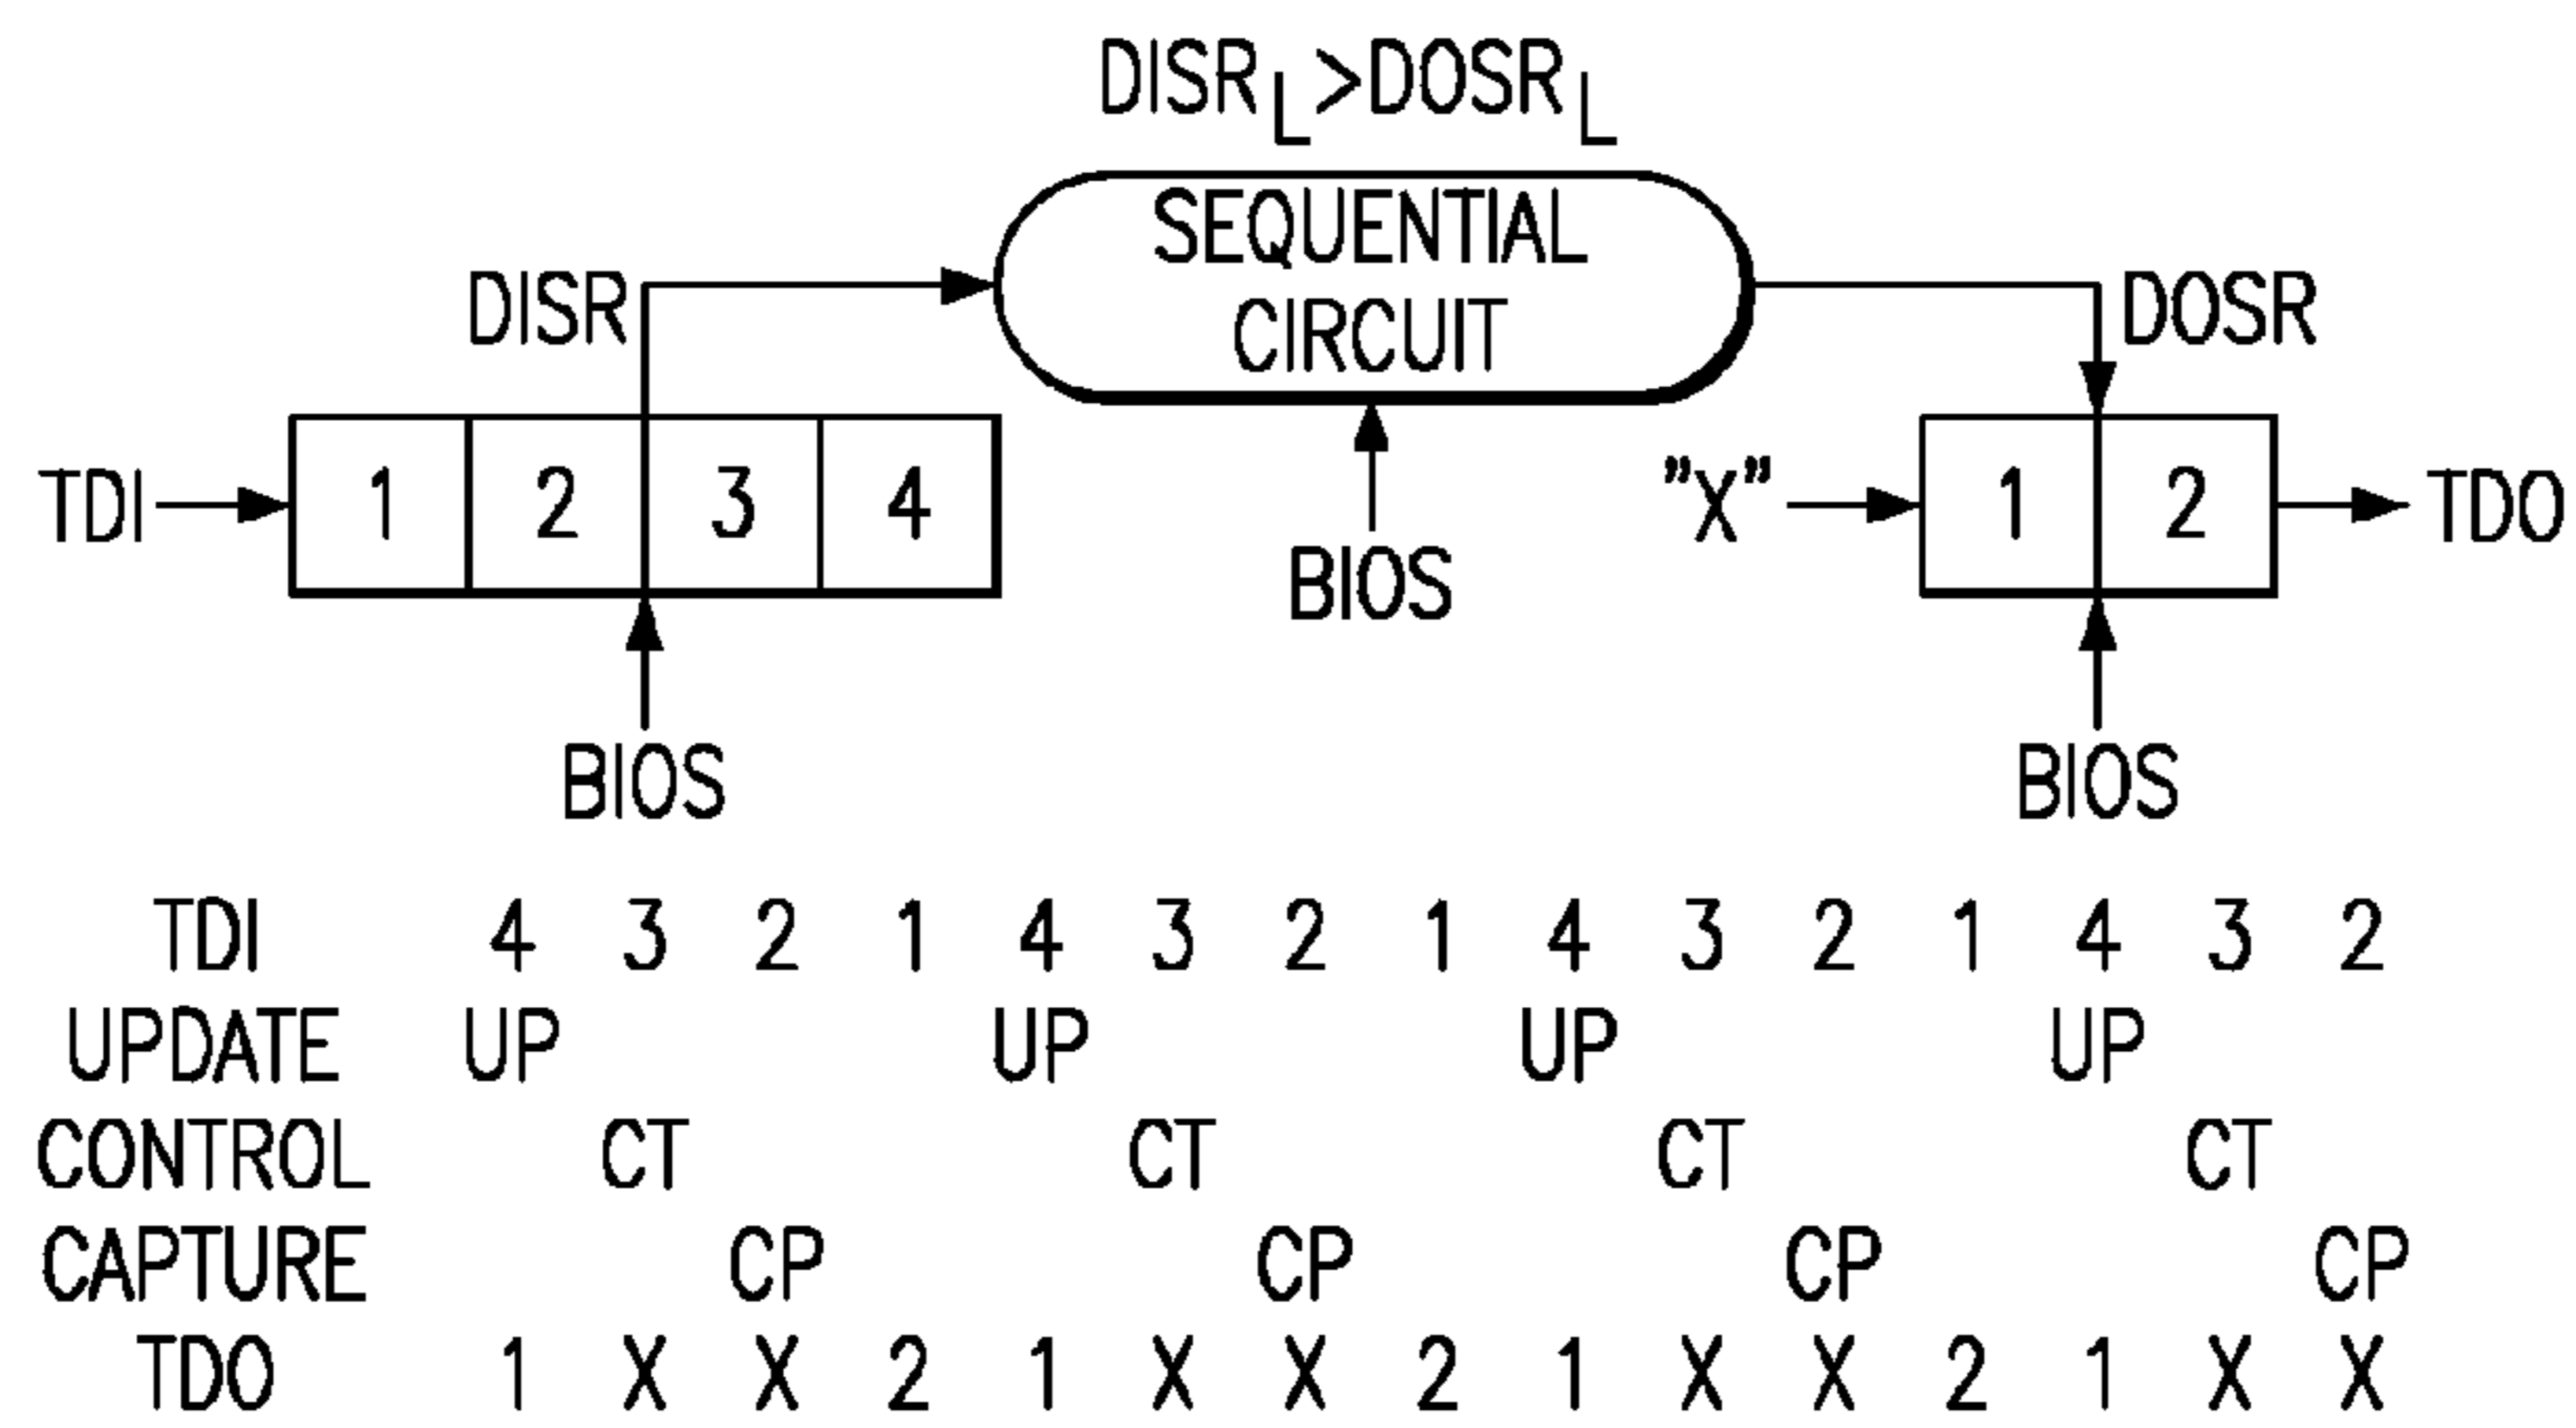 DISRL>DOSRL
SEQUENTIAL
CIRCUIT
DISR
DOSR
TDI
1 2 3 4
"X"
1 2
TDO
BIOS
BIOS
BIOS
TDI 4 3 2 1 4 3 2 1 4 3 2 1 4 3 2
UPDATE UP UP UP UP
CONTROL CT CT CT CT
CAPTURE CP CP CP CP
TDO 1 X X 2 1 X X 2 1 X X 2 1 X X